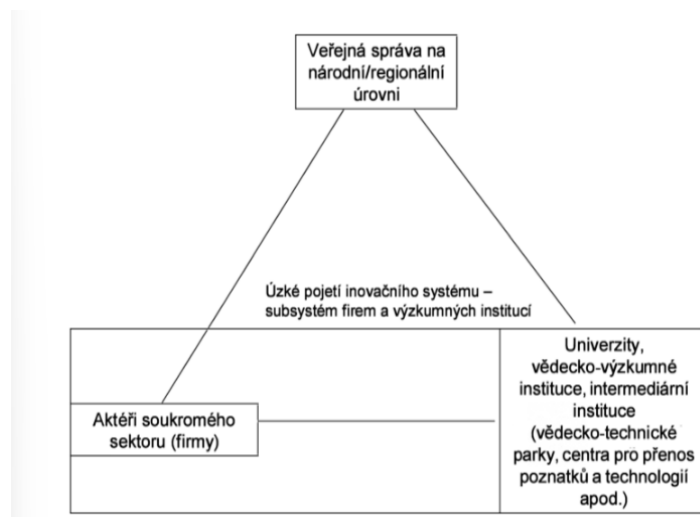 Veřejná správa na
národní/regionální
úrovni
Úzké pojetí inovačního systému –
subsystém firem a výzkumných institucí
Aktéři soukromého
sektoru (firmy)
Univerzity,
vědecko-výzkumné
instituce, intermediární
instituce
(vědecko-technické
parky, centra pro přenos
poznatků a technologií
apod.)